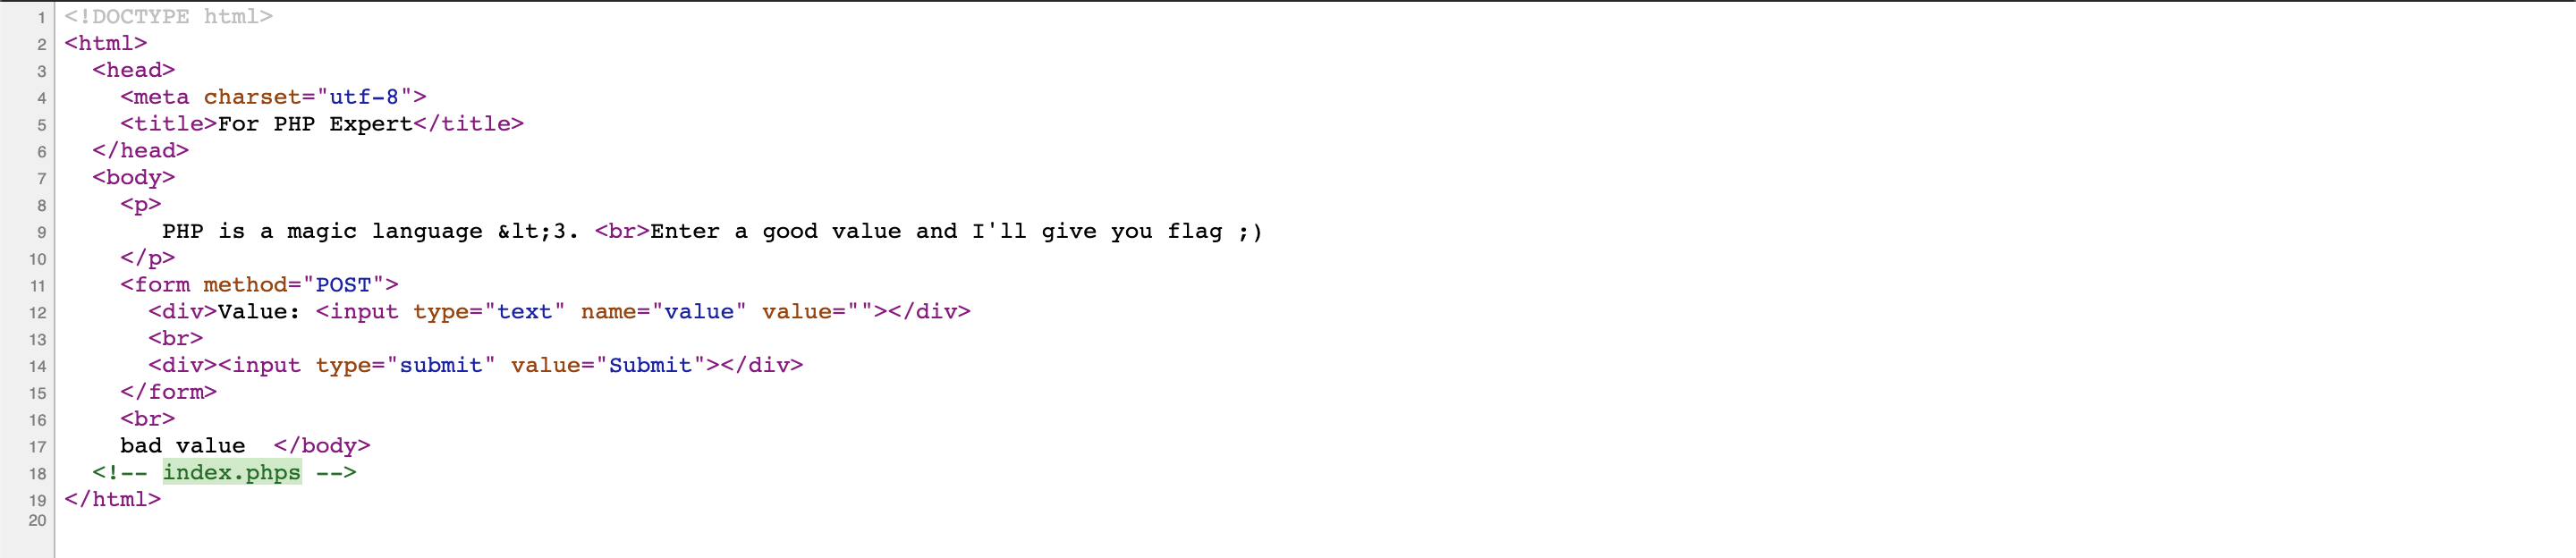 1 <!DOCTYPE html>
2 <html>
3   <head>
4     <meta charset="utf-8">
5     <title>For PHP Expert</title>
6   </head>
7   <body>
8     <p>
9        PHP is a magic language &lt;3. <br>Enter a good value and I'll give you flag ;)
10     </p>
11     <form method="POST">
12       <div>Value: <input type="text" name="value" value=""></div>
13       <br>
14       <div><input type="submit" value="Submit"></div>
15     </form>
16     <br>
17     bad value  </body>
18   <!-- index.phps -->
19 </html>
20